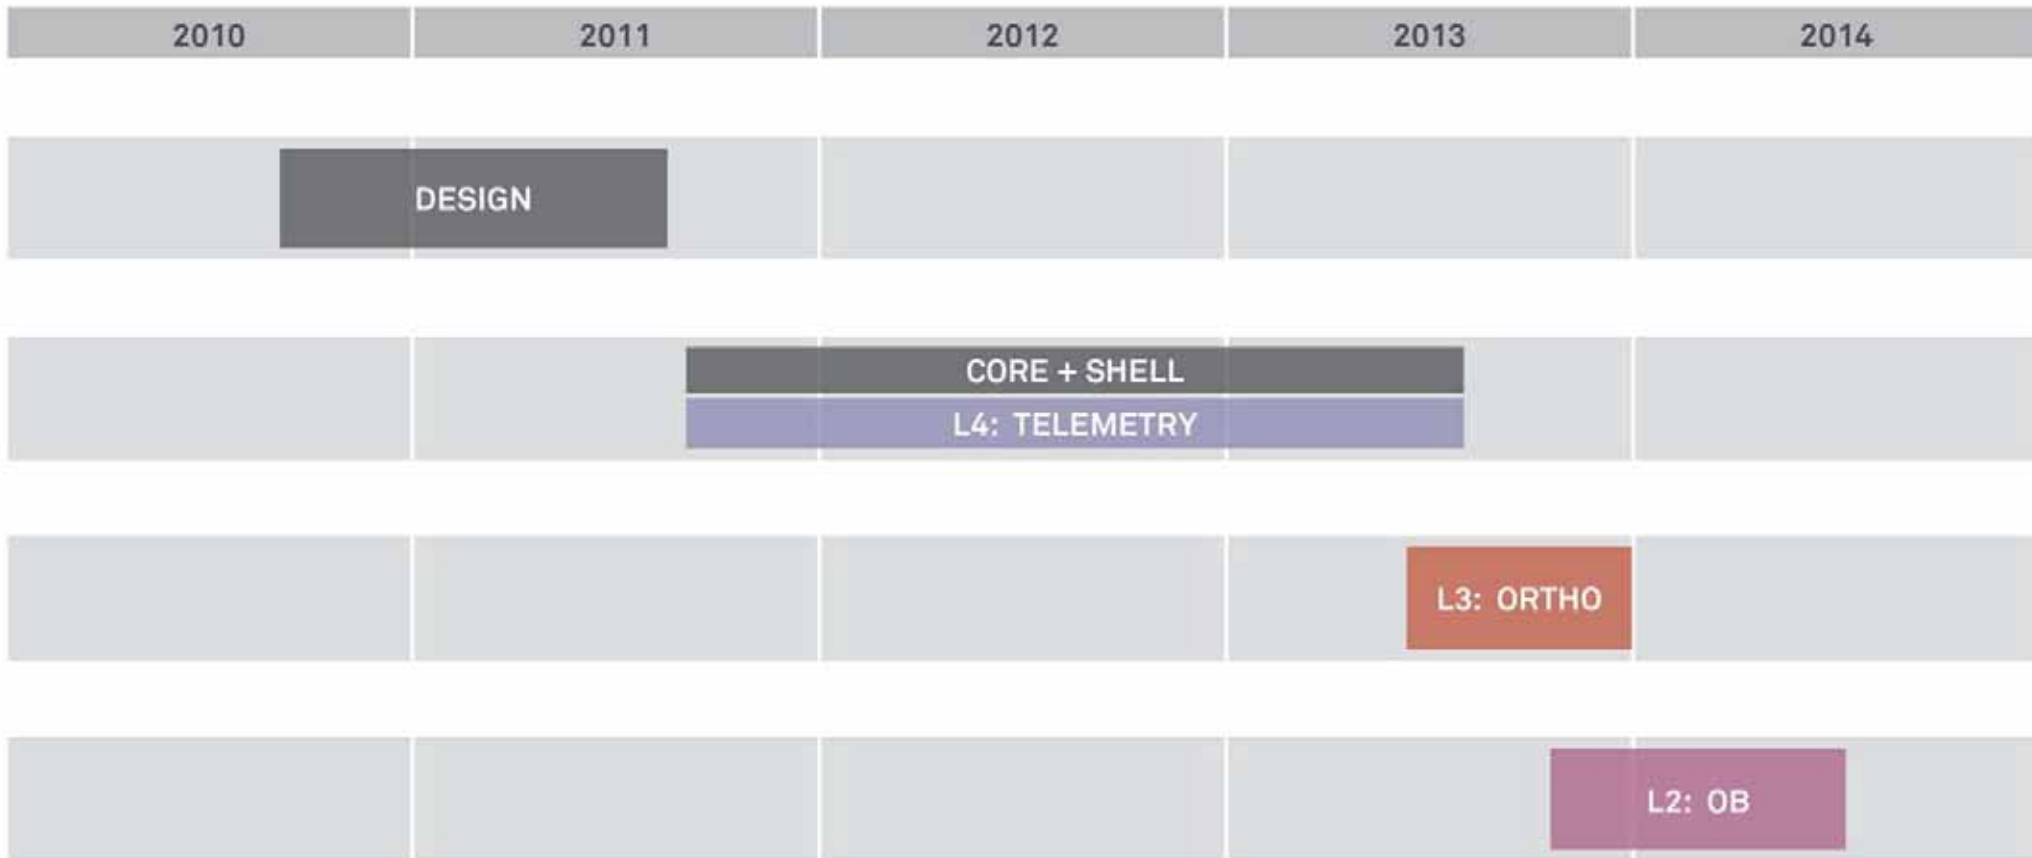 2010 2011 2012 2013 2014
DESIGN
CORE + SHELL
L4: TELEMETRY
L3: ORTHO
L2: OB